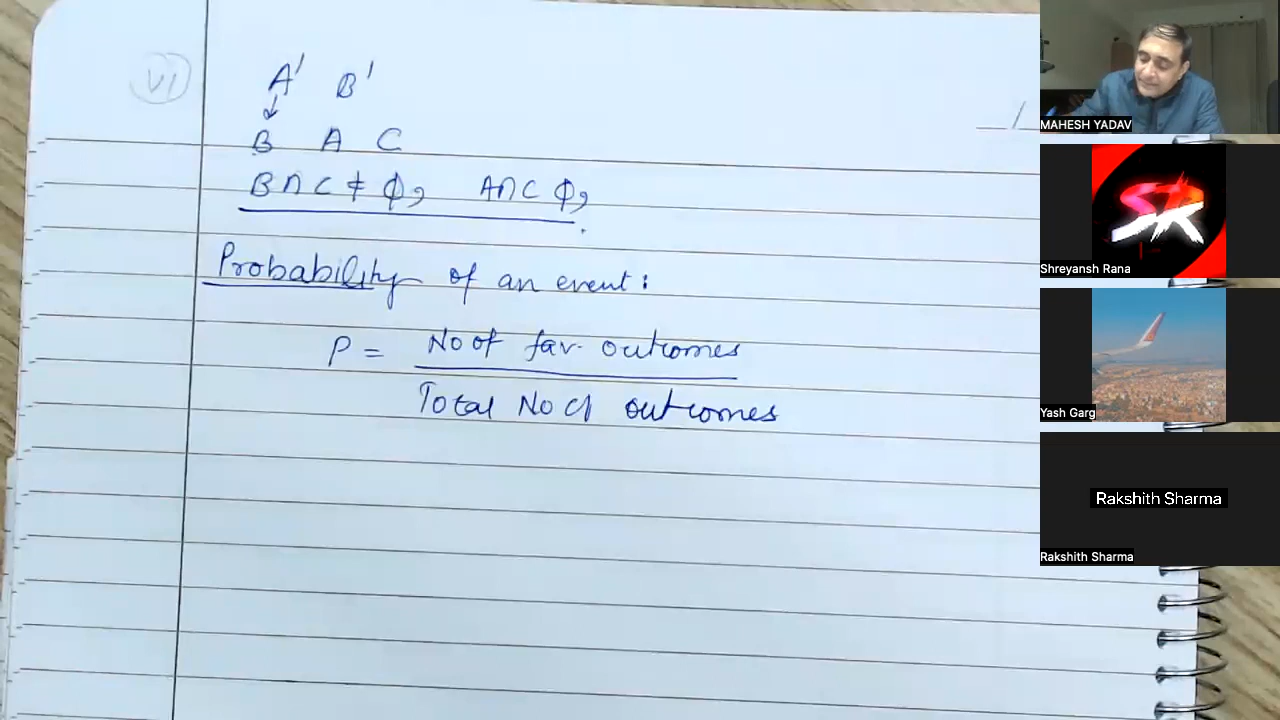 VI
A' B'
↓
B A C
B∩C ≠ ϕ, A∩C ϕ,
Probability of an event:
P = No of fav. outcomes
Total No of outcomes
MAHESH YADAV
SR
Shreyansh Rana
Yash Garg
Rakshith Sharma
Rakshith Sharma